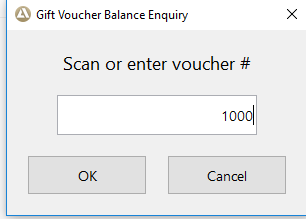 Gift Voucher Balance Enquiry
Scan or enter voucher #
1000
OK
Cancel